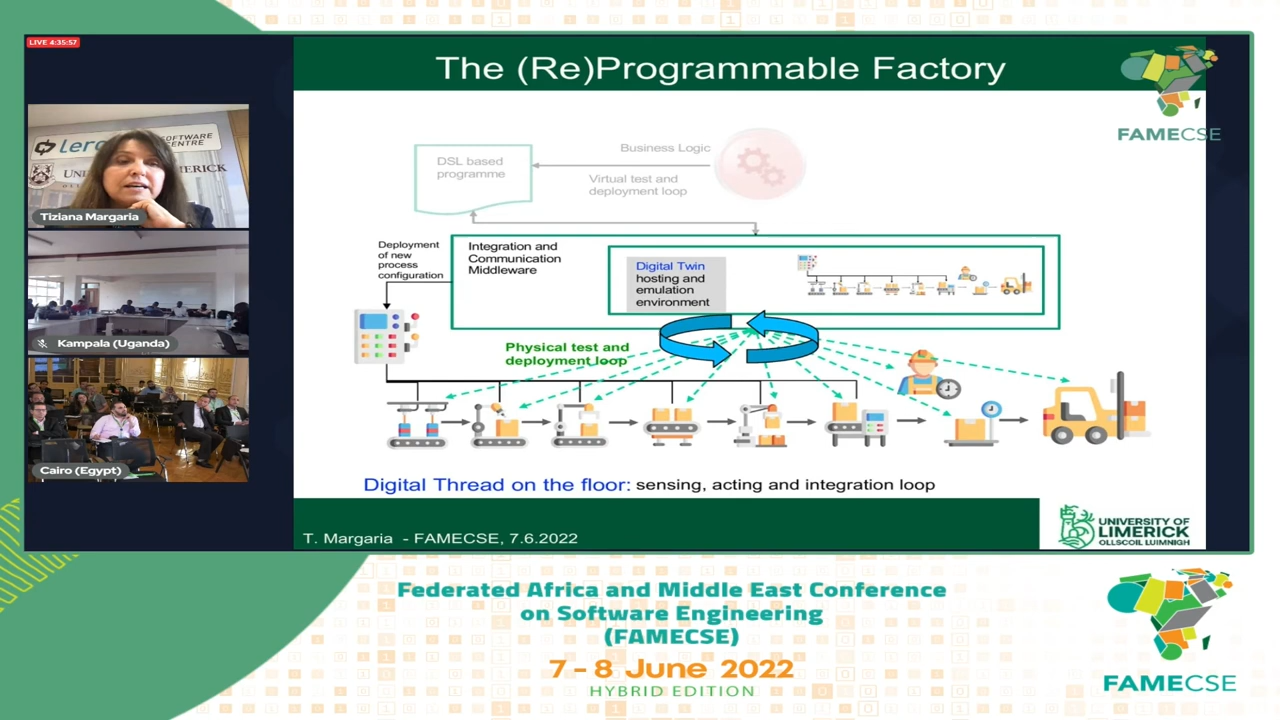 LIVE 4:35:57
The (Re)Programmable Factory
FAMECSE
Lero
SOFTWARE
CENTRE
Tiziana Margaria
Kampala (Uganda)
Cairo (Egypt)
DSL based
programme
Business Logic
Virtual test and
deployment loop
Deployment
of new
process
configuration
Integration and
Communication
Middleware
Digital Twin
hosting and
emulation
environment
Physical test and
deployment loop
Digital Thread on the floor: sensing, acting and integration loop
T. Margaria - FAMECSE, 7.6.2022
UNIVERSITY OF
LIMERICK
OLLSCOIL LUIMNIGH
Federated Africa and Middle East Conference
on Software Engineering
(FAMECSE)
7 - 8 June 2022
HYBRID EDITION
FAMECSE